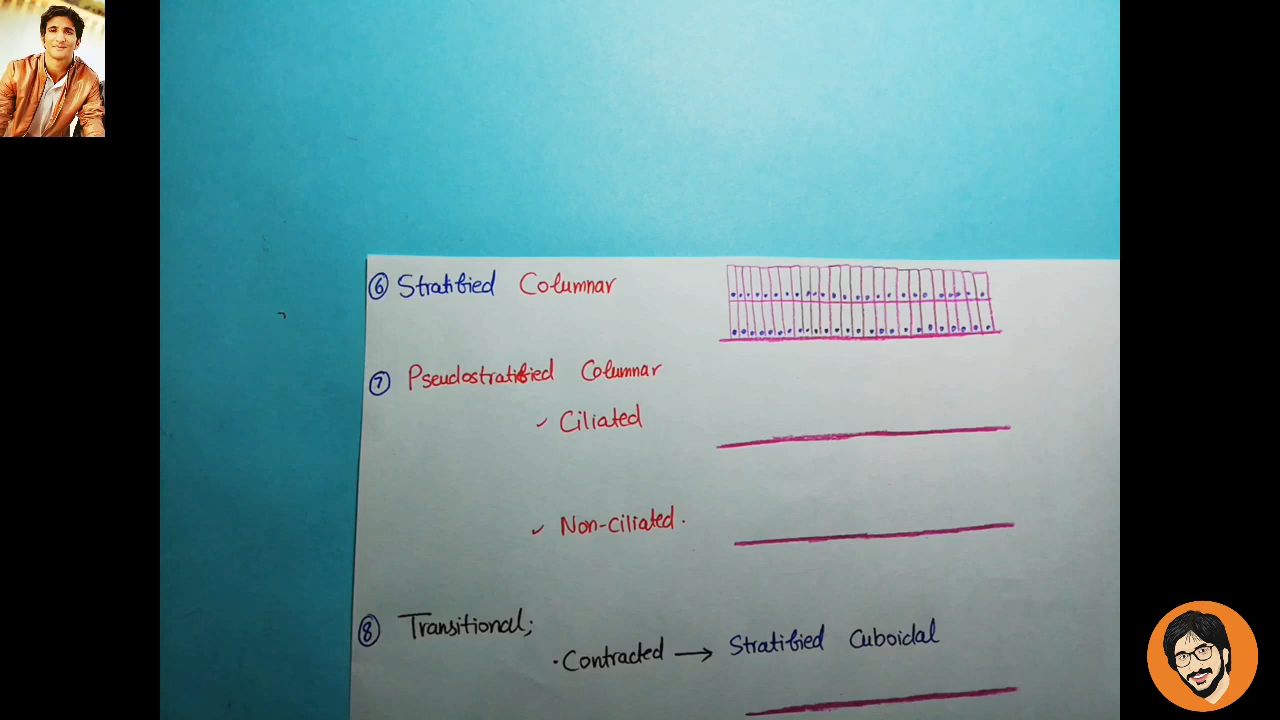 ⑥ Stratified Columnar
⑦ Pseudostratified Columnar
✓ Ciliated
✓ Non-ciliated.
⑧ Transitional;
· Contracted → Stratified Cuboidal